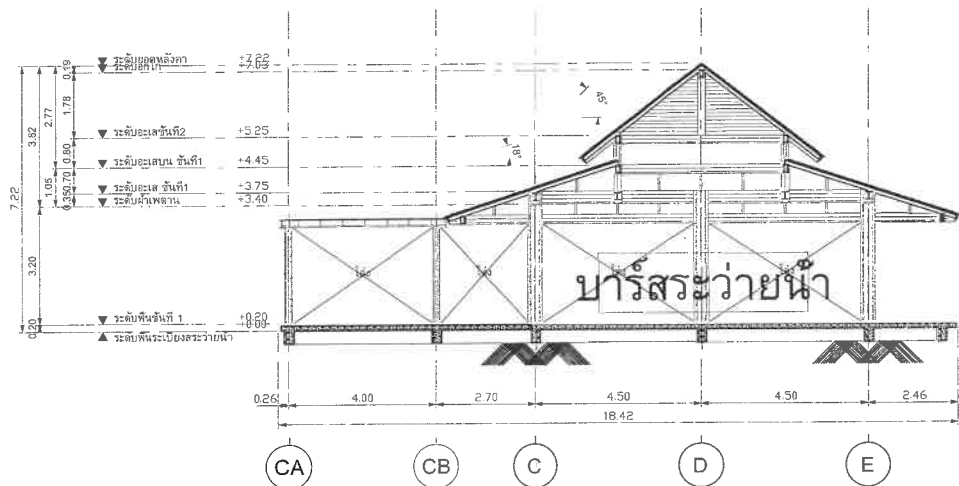 ระดับยอดหลังคา +7.22
ระดับอกไก่ +7.03
ระดับอะเสชั้นที่2 +5.25
ระดับอะเสบน ชั้นที่1 +4.45
ระดับอะเส ชั้นที่1 +3.75
ระดับฝ้าเพดาน +3.40
ระดับพื้นชั้นที่ 1 +0.20
ระดับพื้นระเบียงสระว่ายน้ำ +0.00
7.22
3.82
3.20
0.20
2.77
1.05
0.19
1.78
0.80
0.70
0.35
45°
18°
โล่ง
โล่ง
บาร์สระว่ายน้ำ
0.26 4.00 2.70 4.50 4.50 2.46
18.42
CA CB C D E